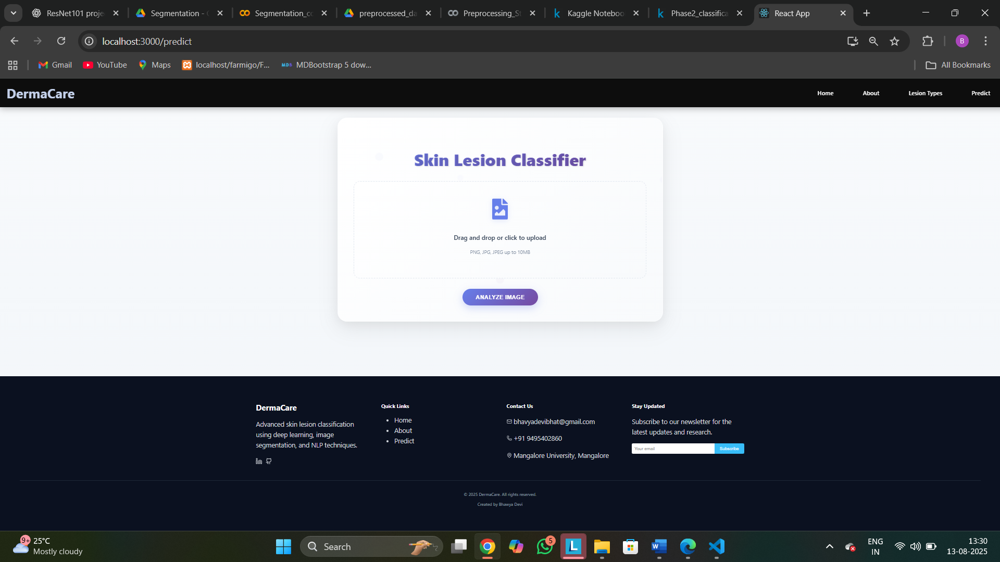 ResNet101 proje
Segmentation - C
Segmentation_co
preprocessed_da
Preprocessing_St
Kaggle Noteboo
Phase2_classifica
React App
localhost:3000/predict
B
Gmail
YouTube
Maps
localhost/farmigo/F...
MDB
MDBootstrap 5 dow...
All Bookmarks
DermaCare
Home
About
Lesion Types
Predict
Skin Lesion Classifier
Drag and drop or click to upload
PNG, JPG, JPEG up to 10MB
ANALYZE IMAGE
DermaCare
Advanced skin lesion classification
using deep learning, image
segmentation, and NLP techniques.
Quick Links
Home
About
Predict
Contact Us
bhavyadevibhat@gmail.com
+91 9495402860
Mangalore University, Mangalore
Stay Updated
Subscribe to our newsletter for the
latest updates and research.
Your email
Subscribe
© 2025 DermaCare. All rights reserved.
Created by Bhawya Devi
9+
25°C
Mostly cloudy
Search
5
L
W
ENG
IN
13:30
13-08-2025